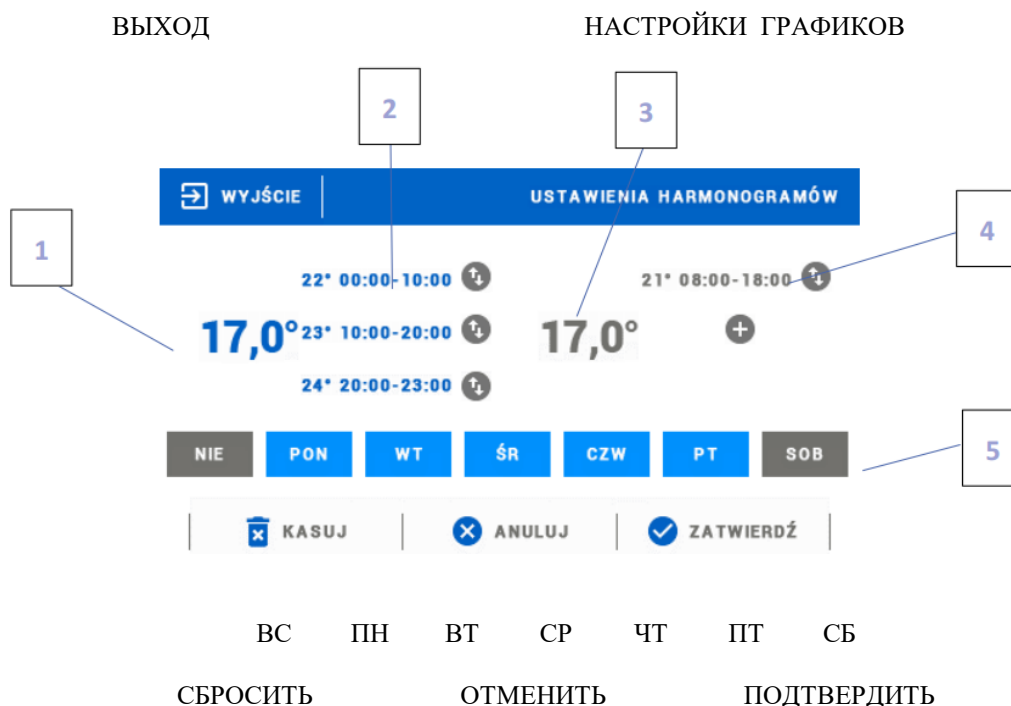 ВЫХОД НАСТРОЙКИ ГРАФИКОВ
2 3
WYJŚCIE USTAWIENIA HARMONOGRAMÓW
1 4
22° 00:00-10:00 21° 08:00-18:00
17,0° 23° 10:00-20:00 17,0°
24° 20:00-23:00
5
NIE PON WT ŚR CZW PT SOB
KASUJ ANULUJ ZATWIERDŹ
ВС ПН ВТ СР ЧТ ПТ СБ
СБРОСИТЬ ОТМЕНИТЬ ПОДТВЕРДИТЬ